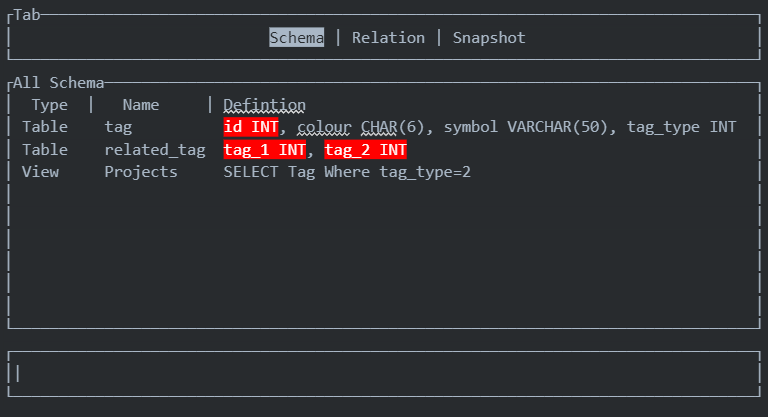 Tab
Schema | Relation | Snapshot
All Schema
Type | Name | Defintion
Table tag id INT, colour CHAR(6), symbol VARCHAR(50), tag_type INT
Table related_tag tag_1 INT, tag_2 INT
View Projects SELECT Tag Where tag_type=2